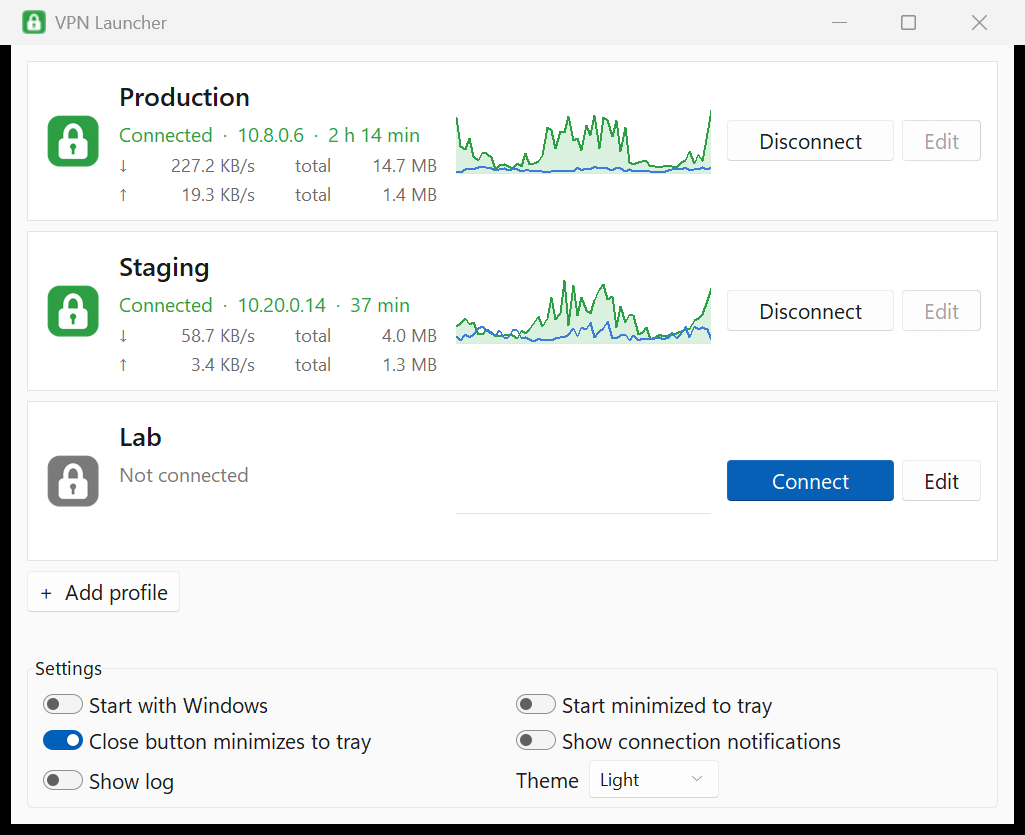 VPN Launcher
Production
Connected · 10.8.0.6 · 2 h 14 min
↓ 227.2 KB/s total 14.7 MB
↑ 19.3 KB/s total 1.4 MB
Disconnect
Edit
Staging
Connected · 10.20.0.14 · 37 min
↓ 58.7 KB/s total 4.0 MB
↑ 3.4 KB/s total 1.3 MB
Disconnect
Edit
Lab
Not connected
Connect
Edit
+ Add profile
Settings
Start with Windows
Start minimized to tray
Close button minimizes to tray
Show connection notifications
Show log
Theme Light